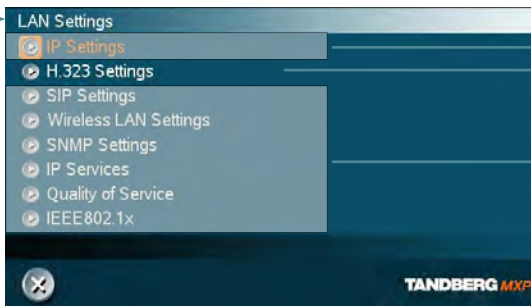 LAN Settings
IP Settings
H.323 Settings
SIP Settings
Wireless LAN Settings
SNMP Settings
IP Services
Quality of Service
IEEE802.1x
TANDBERG MXP